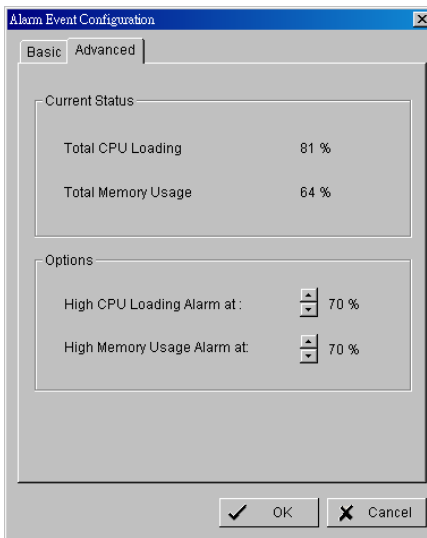 Alarm Event Configuration
Basic Advanced
Current Status
Total CPU Loading 81 %
Total Memory Usage 64 %
Options
High CPU Loading Alarm at : 70 %
High Memory Usage Alarm at: 70 %
OK Cancel